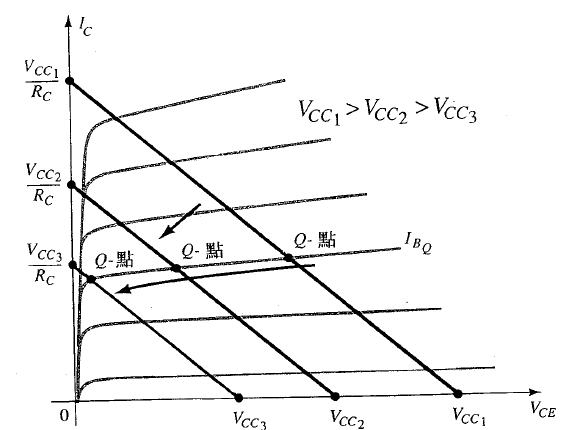 I_C
V_CC1
R_C
V_CC1 > V_CC2 > V_CC3
V_CC2
R_C
V_CC3
R_C
Q-點
Q-點
Q-點
I_BQ
0
V_CC3
V_CC2
V_CC1
V_CE